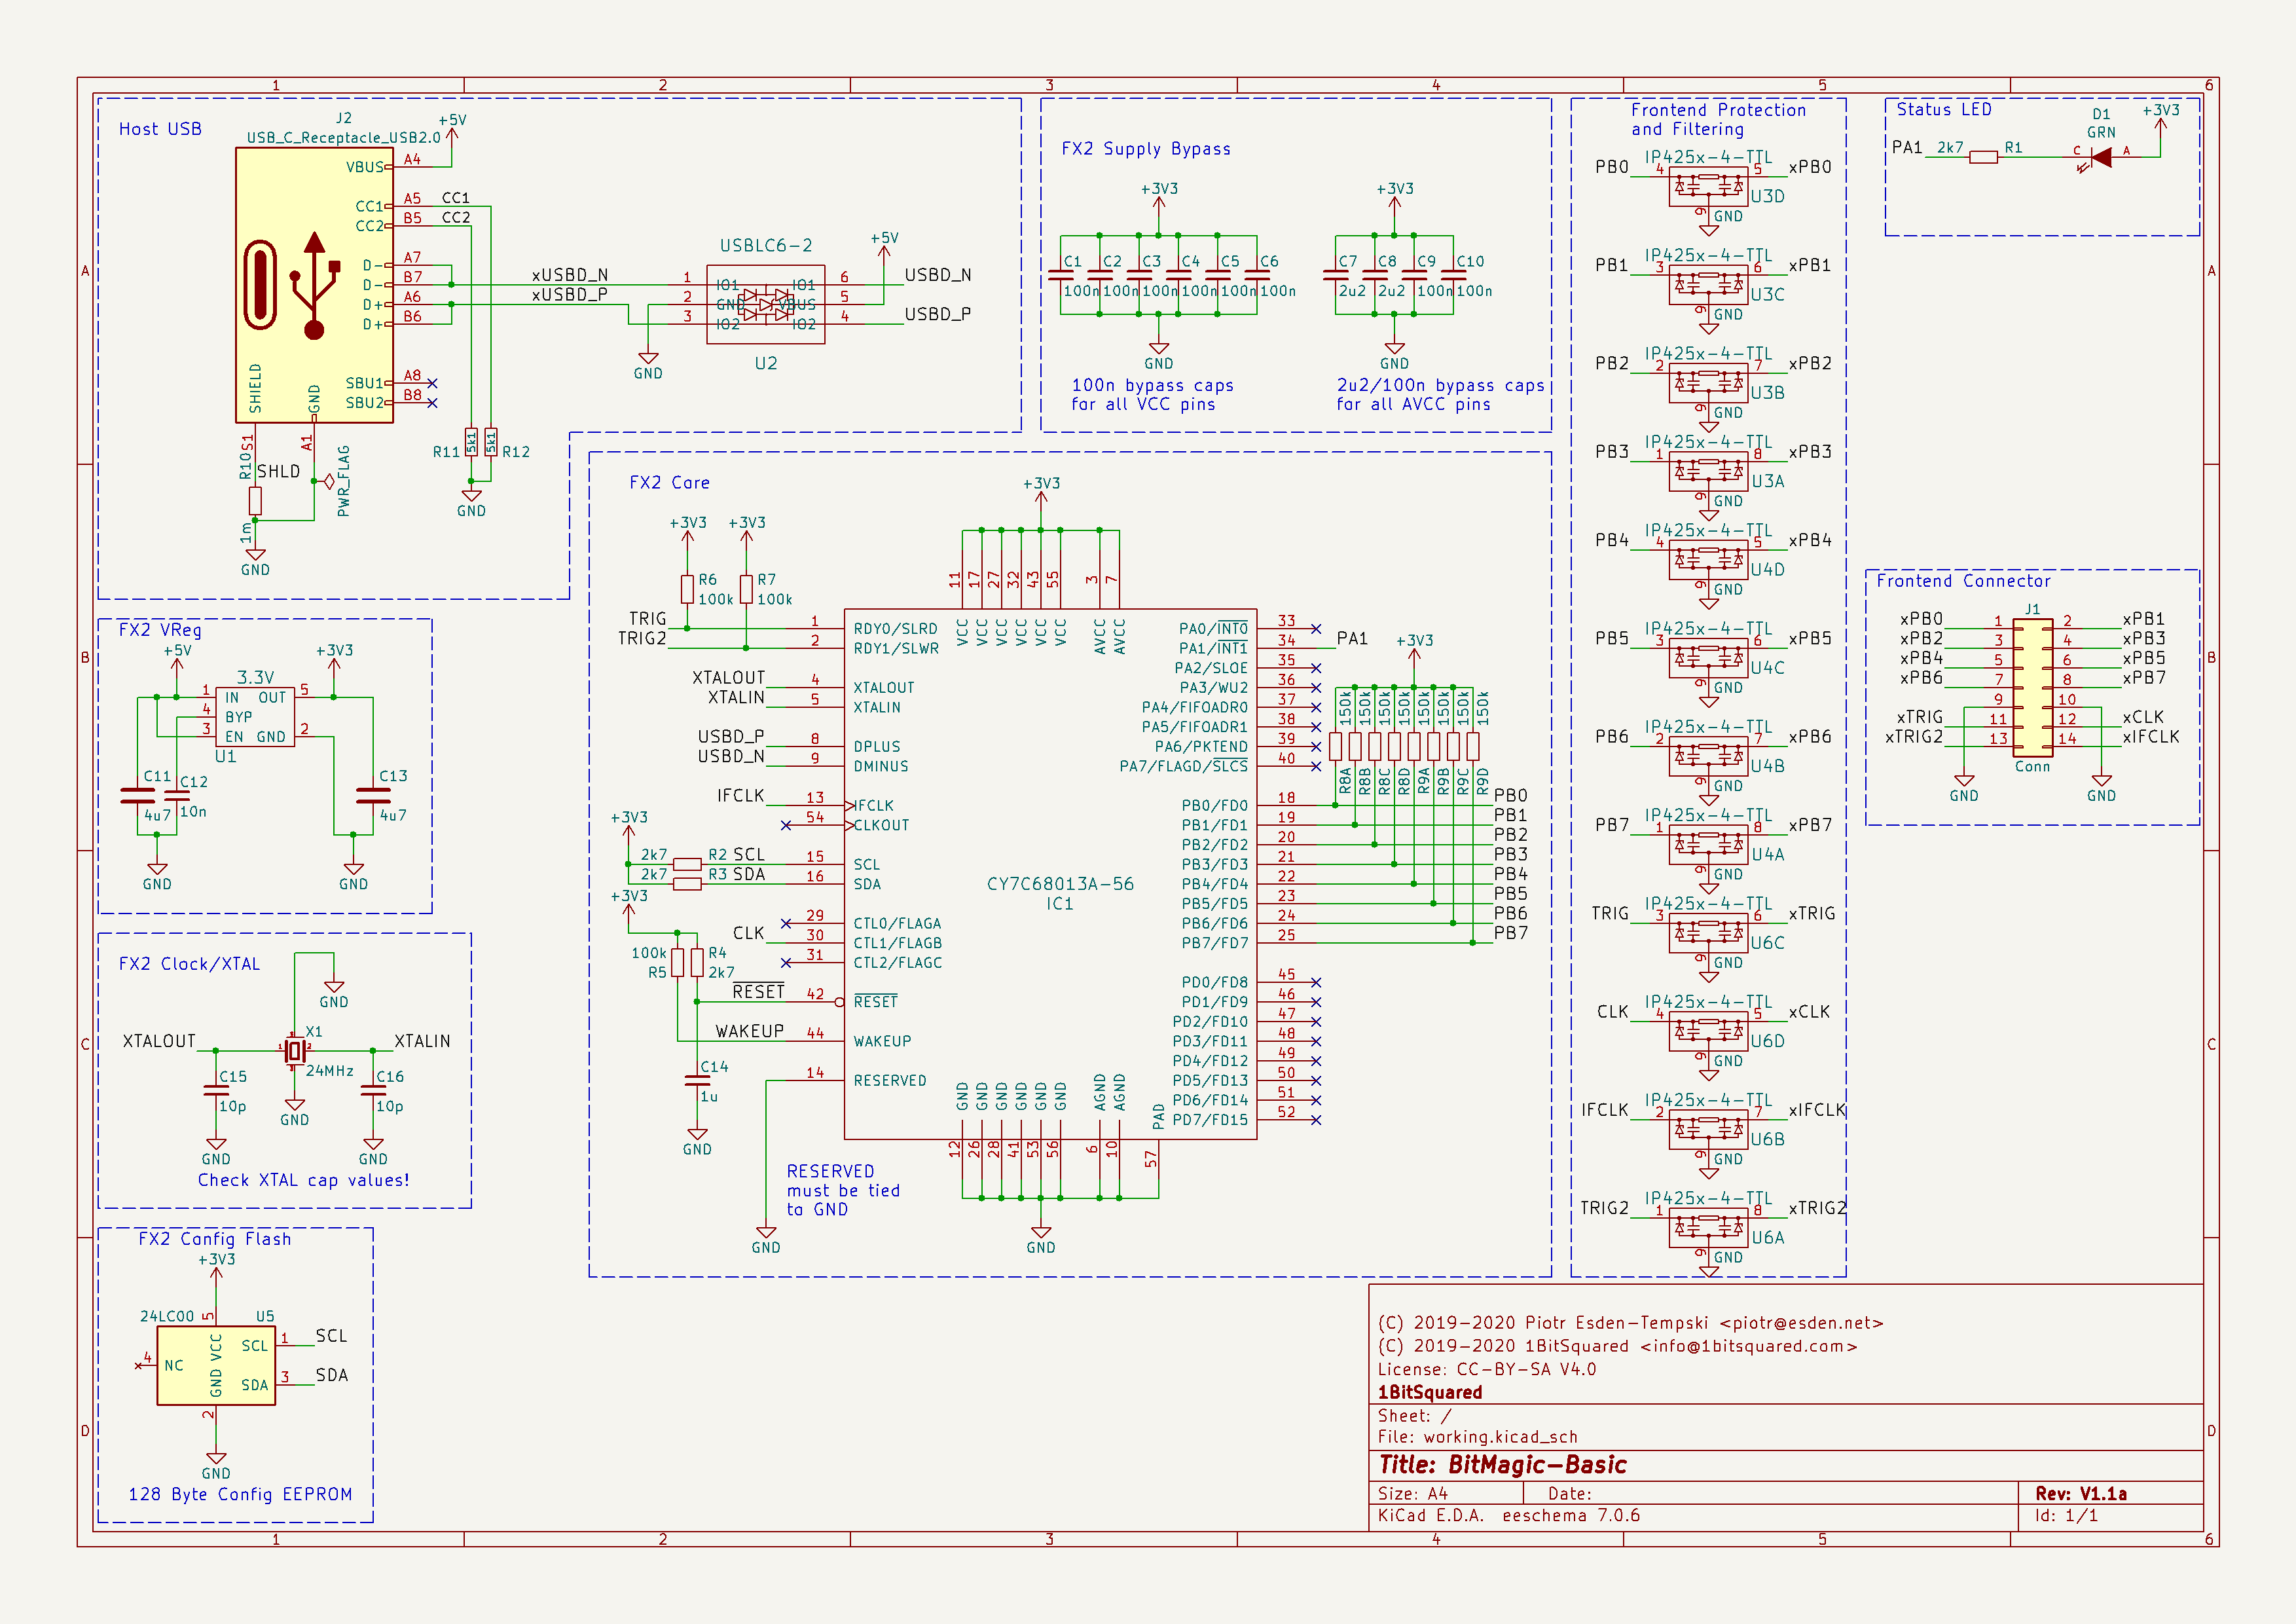 1 2 3 4 5 6
A
B
C
D
Host USB
J2
USB_C_Receptacle_USB2.0
+5V
VBUS A4
CC1 A5 CC1
CC2 B5 CC2
D- A7
D- B7 xUSBD_N
D+ A6 xUSBD_P
D+ B6
SBU1 A8
SBU2 B8
SHIELD S1
GND A1
R10 1m
SHLD
PWR_FLAG
GND
R11 5k1
5k1 R12
GND
USBLC6-2
1 IO1 IO1 6 USBD_N
2 GND VBUS 5
3 IO2 IO2 4 USBD_P
+5V
GND
U2
FX2 Supply Bypass
+3V3
C1 C2 C3 C4 C5 C6
100n 100n 100n 100n 100n 100n
GND
100n bypass caps
for all VCC pins
+3V3
C7 C8 C9 C10
2u2 2u2 100n 100n
GND
2u2/100n bypass caps
for all AVCC pins
Frontend Protection
and Filtering
IP425x-4-TTL
PB0 4 5 xPB0
U3D
9 GND
IP425x-4-TTL
PB1 3 6 xPB1
U3C
9 GND
IP425x-4-TTL
PB2 2 7 xPB2
U3B
9 GND
IP425x-4-TTL
PB3 1 8 xPB3
U3A
9 GND
IP425x-4-TTL
PB4 4 5 xPB4
U4D
9 GND
IP425x-4-TTL
PB5 3 6 xPB5
U4C
9 GND
IP425x-4-TTL
PB6 2 7 xPB6
U4B
9 GND
IP425x-4-TTL
PB7 1 8 xPB7
U4A
9 GND
IP425x-4-TTL
TRIG 3 6 xTRIG
U6C
9 GND
IP425x-4-TTL
CLK 4 5 xCLK
U6D
9 GND
IP425x-4-TTL
IFCLK 2 7 xIFCLK
U6B
9 GND
IP425x-4-TTL
TRIG2 1 8 xTRIG2
U6A
9 GND
Status LED
PA1 2k7 R1
D1
GRN
C A
+3V3
Frontend Connector
J1
xPB0 1 2 xPB1
xPB2 3 4 xPB3
xPB4 5 6 xPB5
xPB6 7 8 xPB7
9 10
xTRIG 11 12 xCLK
xTRIG2 13 14 xIFCLK
Conn
GND GND
FX2 VReg
+5V +3V3
3.3V
1 IN OUT 5
4 BYP
3 EN GND 2
U1
C11 4u7
C12 10n
C13 4u7
GND GND
FX2 Clock/XTAL
GND
XTALOUT XTALIN
X1
1 2
24MHz
C15 10p
C16 10p
GND GND GND
Check XTAL cap values!
FX2 Config Flash
+3V3
24LC00 U5
5 VCC
SCL 1 SCL
4 NC
SDA 3 SDA
GND 2
GND
128 Byte Config EEPROM
FX2 Core
+3V3 +3V3
R6 100k
R7 100k
+3V3
11 17 27 32 43 55 3 7
VCC VCC VCC VCC VCC VCC AVCC AVCC
TRIG 1 RDY0/SLRD
TRIG2 2 RDY1/SLWR
XTALOUT 4 XTALOUT
XTALIN 5 XTALIN
USBD_P 8 DPLUS
USBD_N 9 DMINUS
IFCLK 13 IFCLK
54 CLKOUT
+3V3
2k7 R2 SCL 15 SCL
2k7 R3 SDA 16 SDA
+3V3
29 CTL0/FLAGA
CLK 30 CTL1/FLAGB
31 CTL2/FLAGC
100k R5
R4 2k7
RESET 42 RESET
WAKEUP 44 WAKEUP
14 RESERVED
C14
1u
GND
CY7C68013A-56
IC1
PA0/INT0 33
PA1/INT1 34 PA1
PA2/SLOE 35
PA3/WU2 36
PA4/FIFOADR0 37
PA5/FIFOADR1 38
PA6/PKTEND 39
PA7/FLAGD/SLCS 40
+3V3
150k 150k 150k 150k 150k 150k 150k 150k
R8A R8B R8C R8D R9A R9B R9C R9D
PB0/FD0 18 PB0
PB1/FD1 19 PB1
PB2/FD2 20 PB2
PB3/FD3 21 PB3
PB4/FD4 22 PB4
PB5/FD5 23 PB5
PB6/FD6 24 PB6
PB7/FD7 25 PB7
PD0/FD8 45
PD1/FD9 46
PD2/FD10 47
PD3/FD11 48
PD4/FD12 49
PD5/FD13 50
PD6/FD14 51
PD7/FD15 52
GND GND GND GND GND GND AGND AGND PAD
12 26 28 41 53 56 6 10 57
RESERVED
must be tied
to GND
GND GND
(C) 2019-2020 Piotr Esden-Tempski <piotr@esden.net>
(C) 2019-2020 1BitSquared <info@1bitsquared.com>
License: CC-BY-SA V4.0
1BitSquared
Sheet: /
File: working.kicad_sch
Title: BitMagic-Basic
Size: A4 Date: Rev: V1.1a
KiCad E.D.A. eeschema 7.0.6 Id: 1/1
A
B
C
D
1 2 3 4 5 6